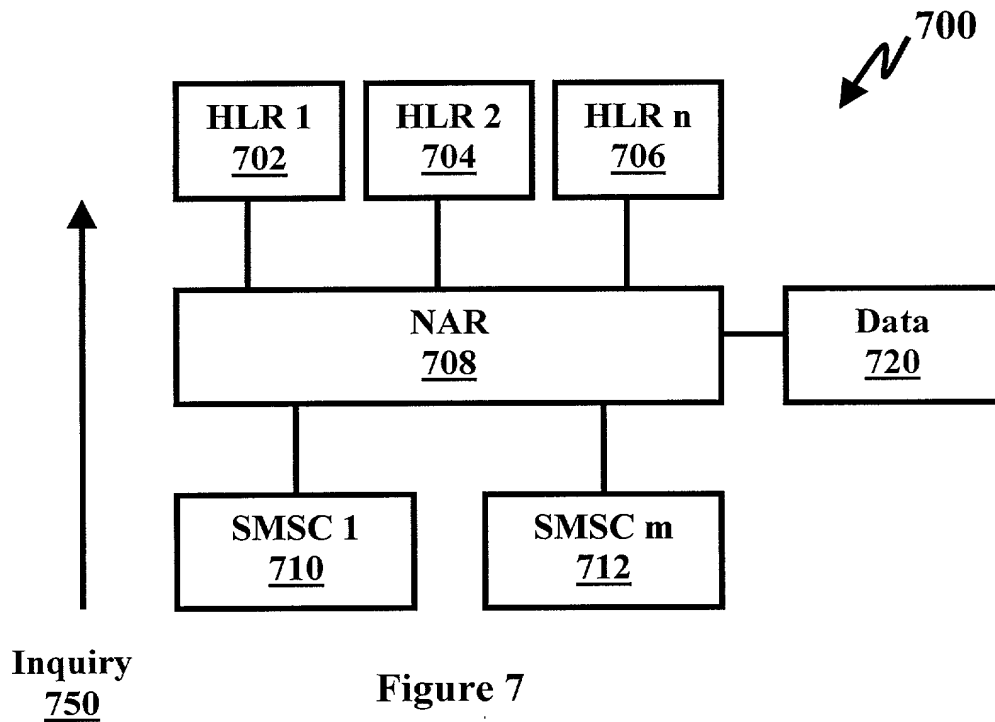 700
HLR 1
702
HLR 2
704
HLR n
706
NAR
708
Data
720
SMSC 1
710
SMSC m
712
Inquiry
750
Figure 7